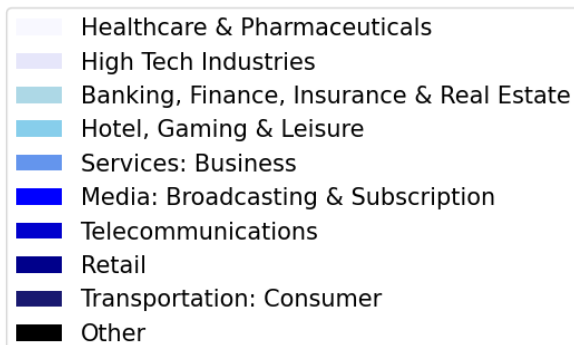 Healthcare & Pharmaceuticals
High Tech Industries
Banking, Finance, Insurance & Real Estate
Hotel, Gaming & Leisure
Services: Business
Media: Broadcasting & Subscription
Telecommunications
Retail
Transportation: Consumer
Other